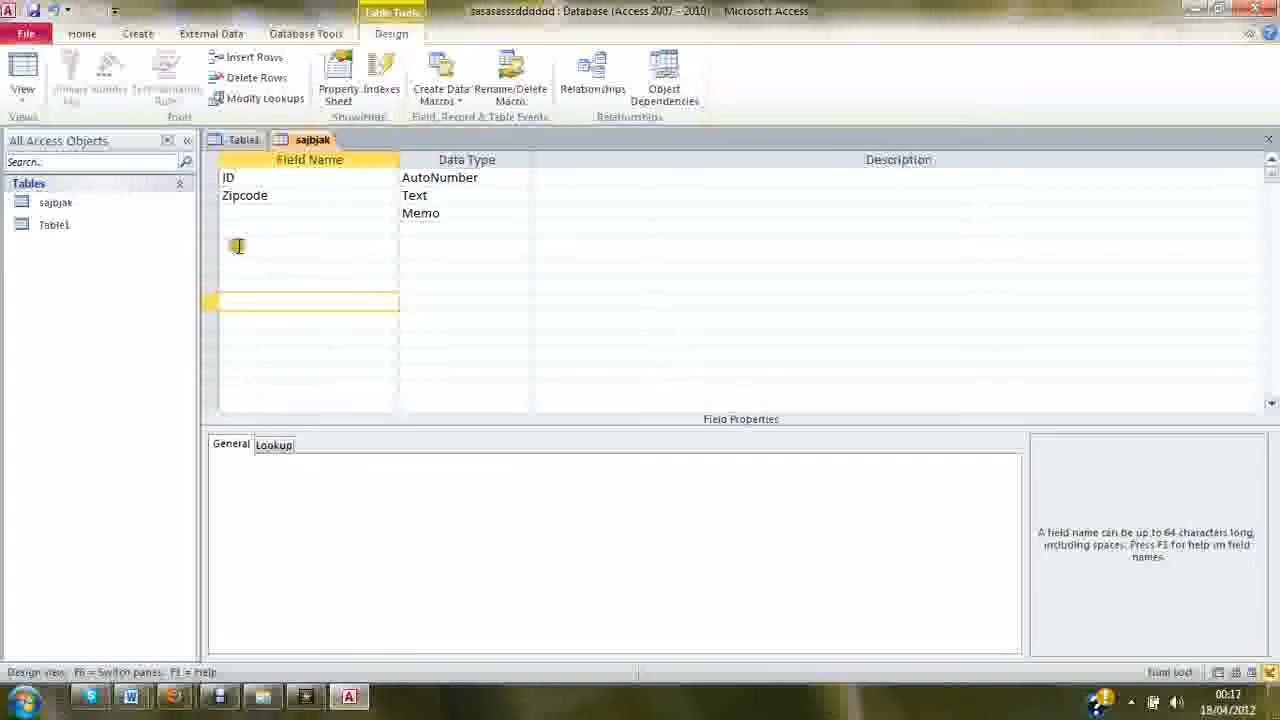 sasasasssdddddd : Database (Access 2007 - 2010) - Microsoft Access
Table Tools
File Home Create External Data Database Tools Design
View
Primary Key
Insert Rows
Delete Rows
Modify Lookups
Property Sheet
Indexes
Create Data Macros
Rename/Delete Macro
Relationships
Object Dependencies
Views
Tools
Show/Hide
Field, Record & Table Events
Relationships
All Access Objects
Search...
Tables
sajbjak
Table1
Table1 sajbjak
Field Name Data Type Description
ID AutoNumber
Zipcode Text
Memo
Field Properties
General Lookup
A field name can be up to 64 characters long,
including spaces. Press F1 for help on field
names.
Design view. F6 = Switch panes. F1 = Help.
Num Lock
00:17
18/04/2012